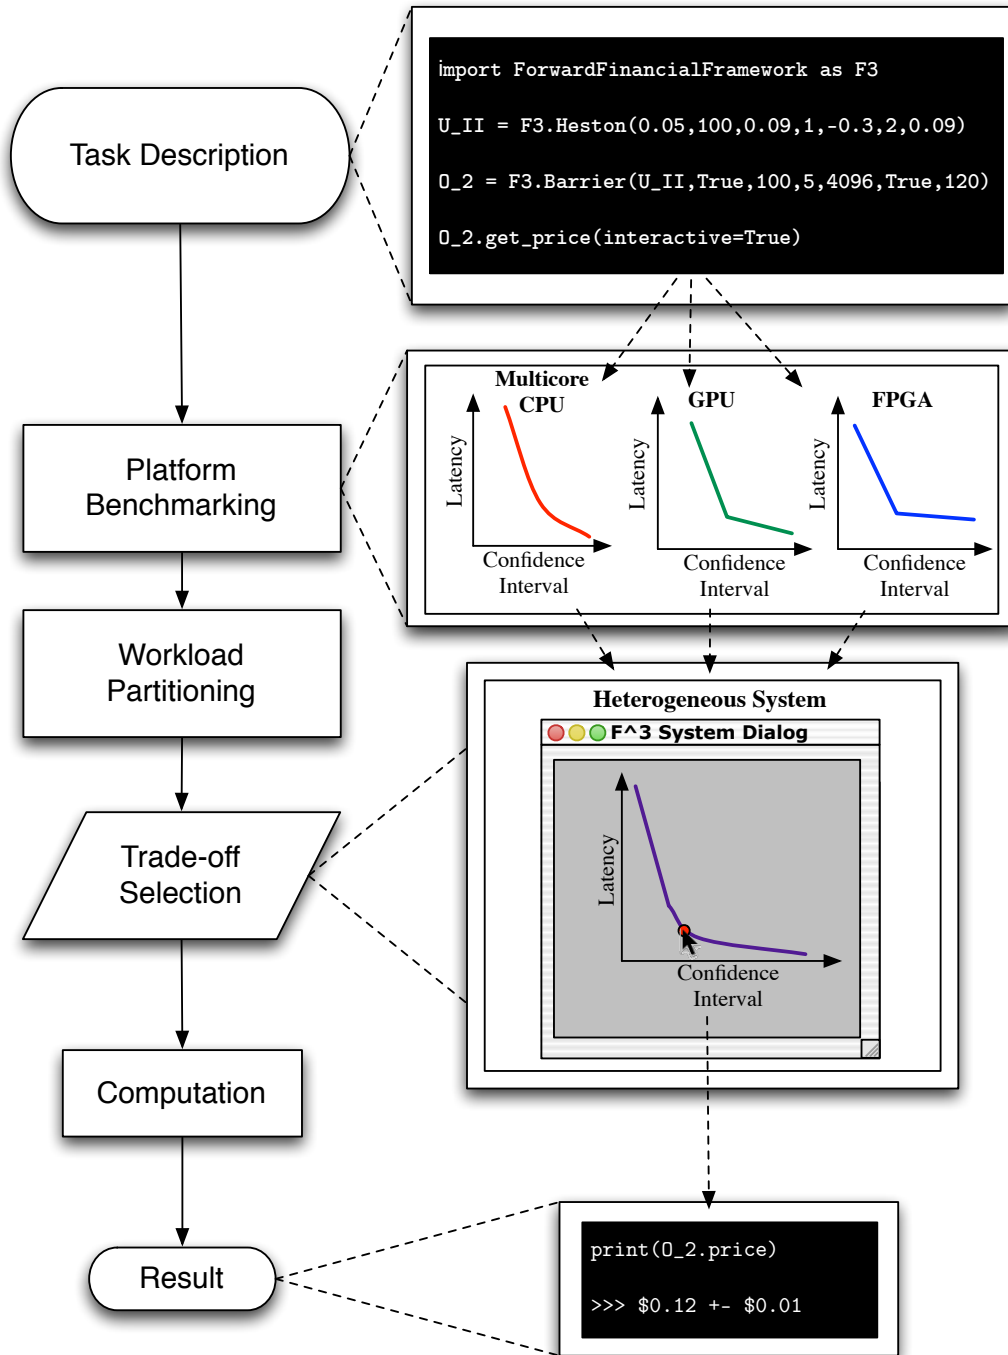 Task Description
import ForwardFinancialFramework as F3
U_II = F3.Heston(0.05,100,0.09,1,-0.3,2,0.09)
O_2 = F3.Barrier(U_II,True,100,5,4096,True,120)
O_2.get_price(interactive=True)
Platform
Benchmarking
Multicore
CPU
Latency
Confidence
Interval
GPU
Latency
Confidence
Interval
FPGA
Latency
Confidence
Interval
Workload
Partitioning
Trade-off
Selection
Heterogeneous System
F^3 System Dialog
Latency
Confidence
Interval
Computation
Result
print(O_2.price)
>>> $0.12 +- $0.01